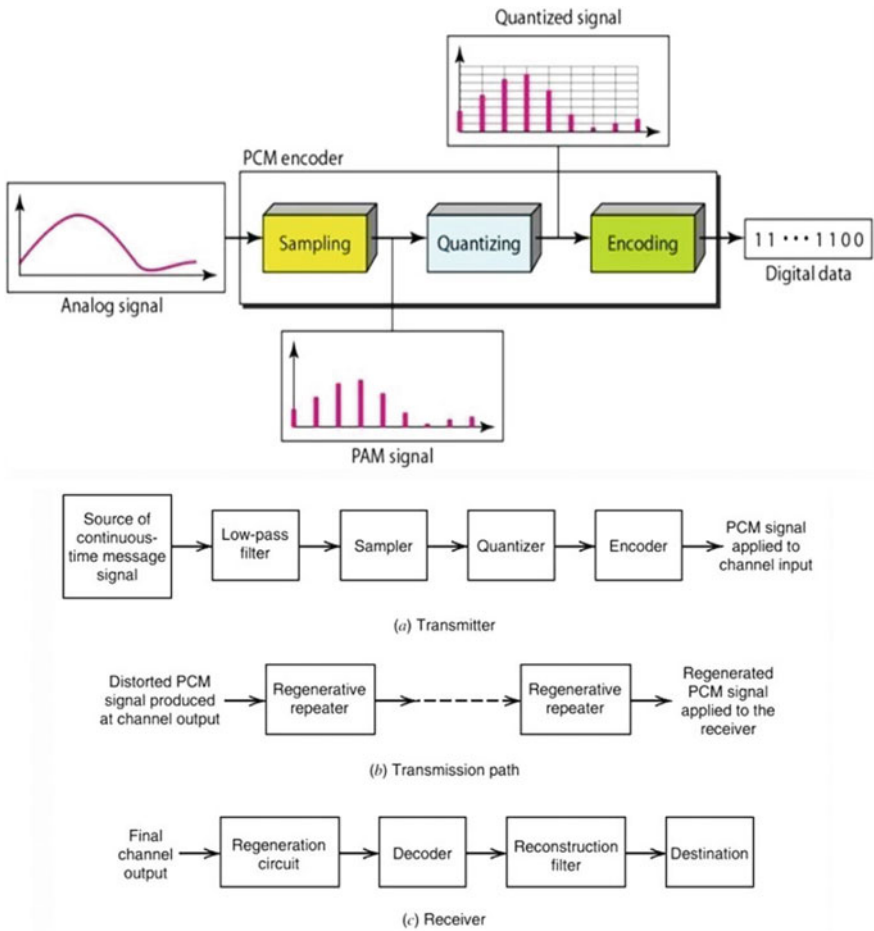 Quantized signal
PCM encoder
Sampling
Quantizing
Encoding
11 ··· 1100
Digital data
Analog signal
PAM signal
Source of
continuous-
time message
signal
Low-pass
filter
Sampler
Quantizer
Encoder
PCM signal
applied to
channel input
(a) Transmitter
Distorted PCM
signal produced
at channel output
Regenerative
repeater
Regenerative
repeater
Regenerated
PCM signal
applied to the
receiver
(b) Transmission path
Final
channel
output
Regeneration
circuit
Decoder
Reconstruction
filter
Destination
(c) Receiver